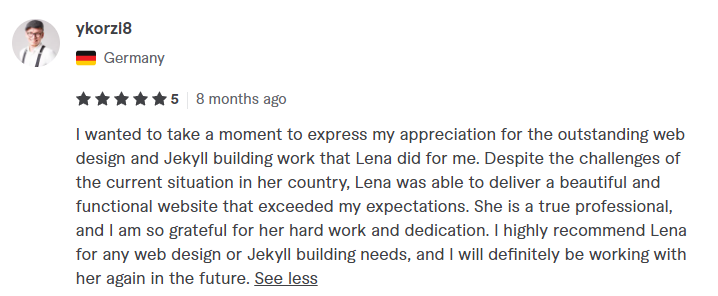 ykorzi8
Germany
5 8 months ago
I wanted to take a moment to express my appreciation for the outstanding web
design and Jekyll building work that Lena did for me. Despite the challenges of
the current situation in her country, Lena was able to deliver a beautiful and
functional website that exceeded my expectations. She is a true professional,
and I am so grateful for her hard work and dedication. I highly recommend Lena
for any web design or Jekyll building needs, and I will definitely be working with
her again in the future. See less